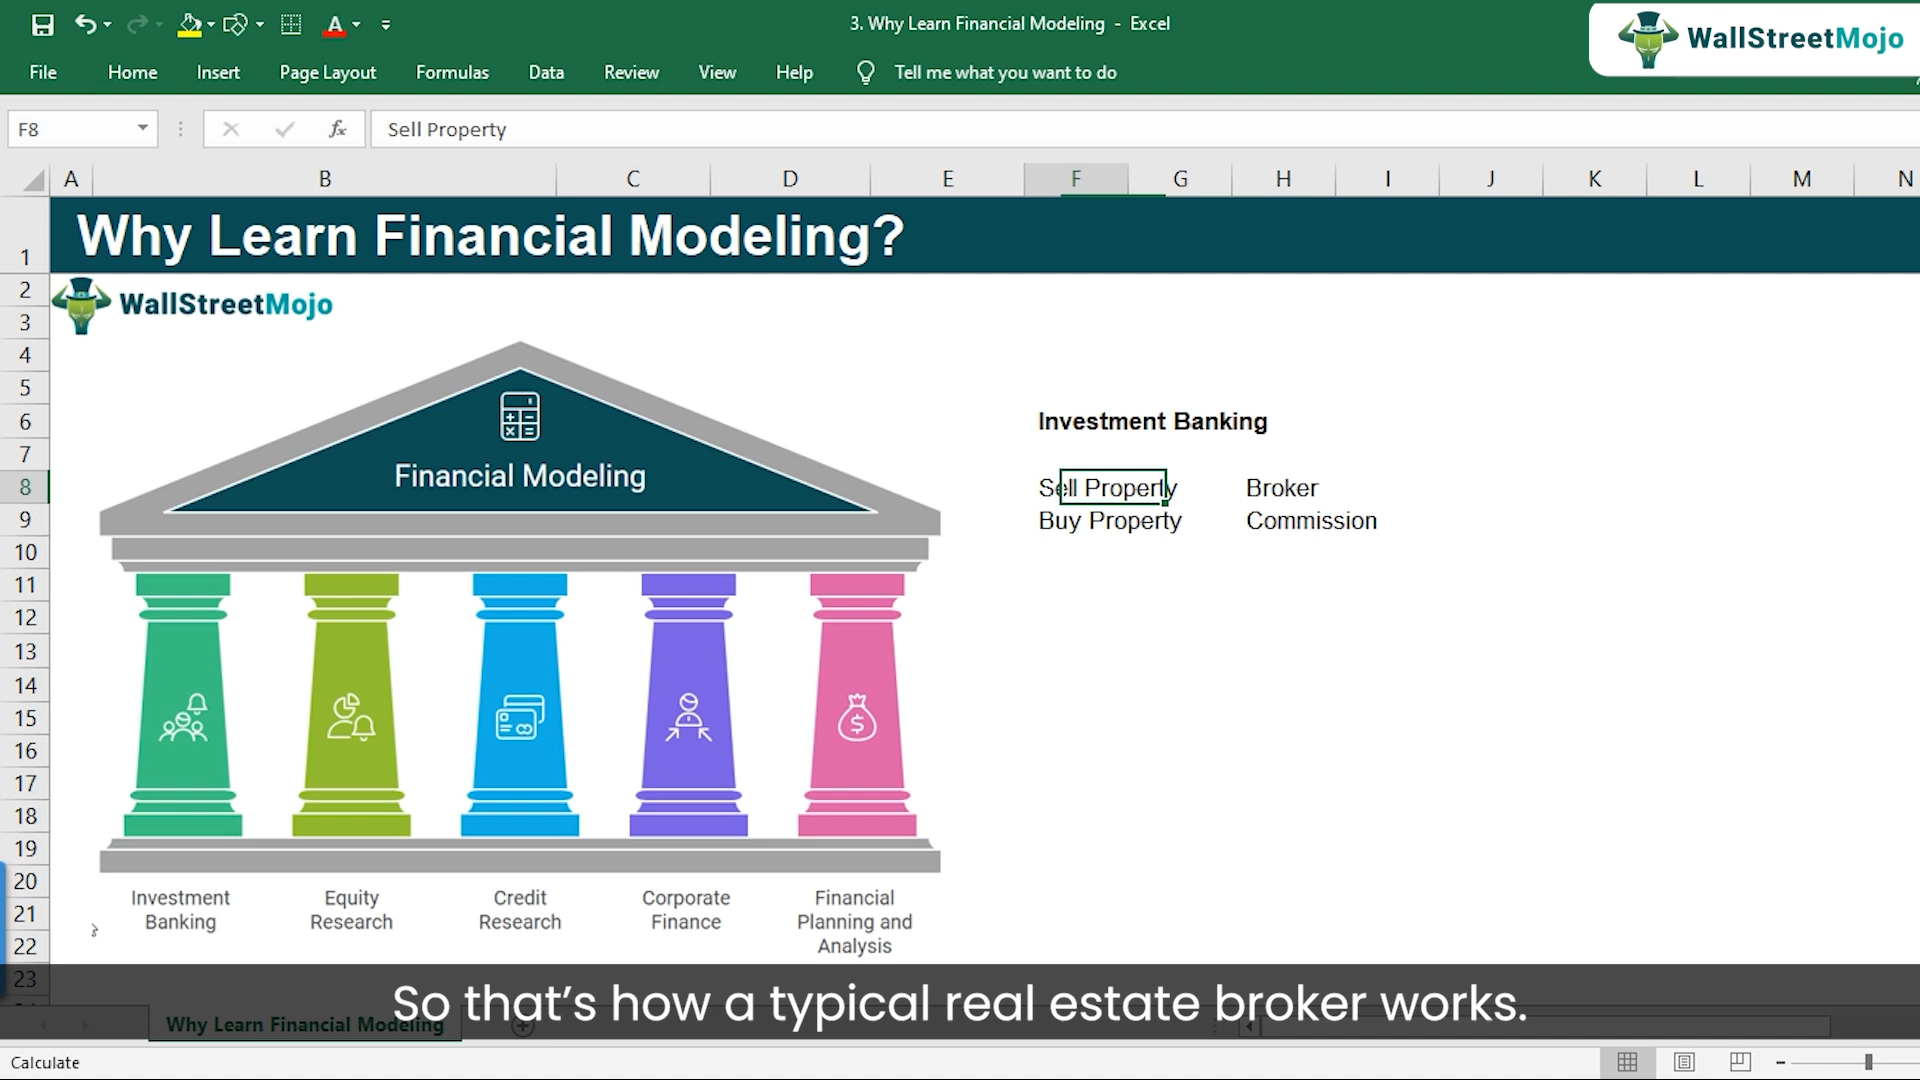 3. Why Learn Financial Modeling - Excel
WallStreetMojo
File Home Insert Page Layout Formulas Data Review View Help Tell me what you want to do
F8 fx Sell Property
A B C D E F G H I J K L M N
1 Why Learn Financial Modeling?
2
WallStreetMojo
3
4
5
6 Investment Banking
7
Financial Modeling
8 Sell Property Broker
9 Buy Property Commission
10
11
12
13
14
15
16
17
18
19
20
Investment Equity Credit Corporate Financial
21 Banking Research Research Finance Planning and
22 Analysis
23
So that's how a typical real estate broker works.
Why Learn Financial Modeling
Calculate